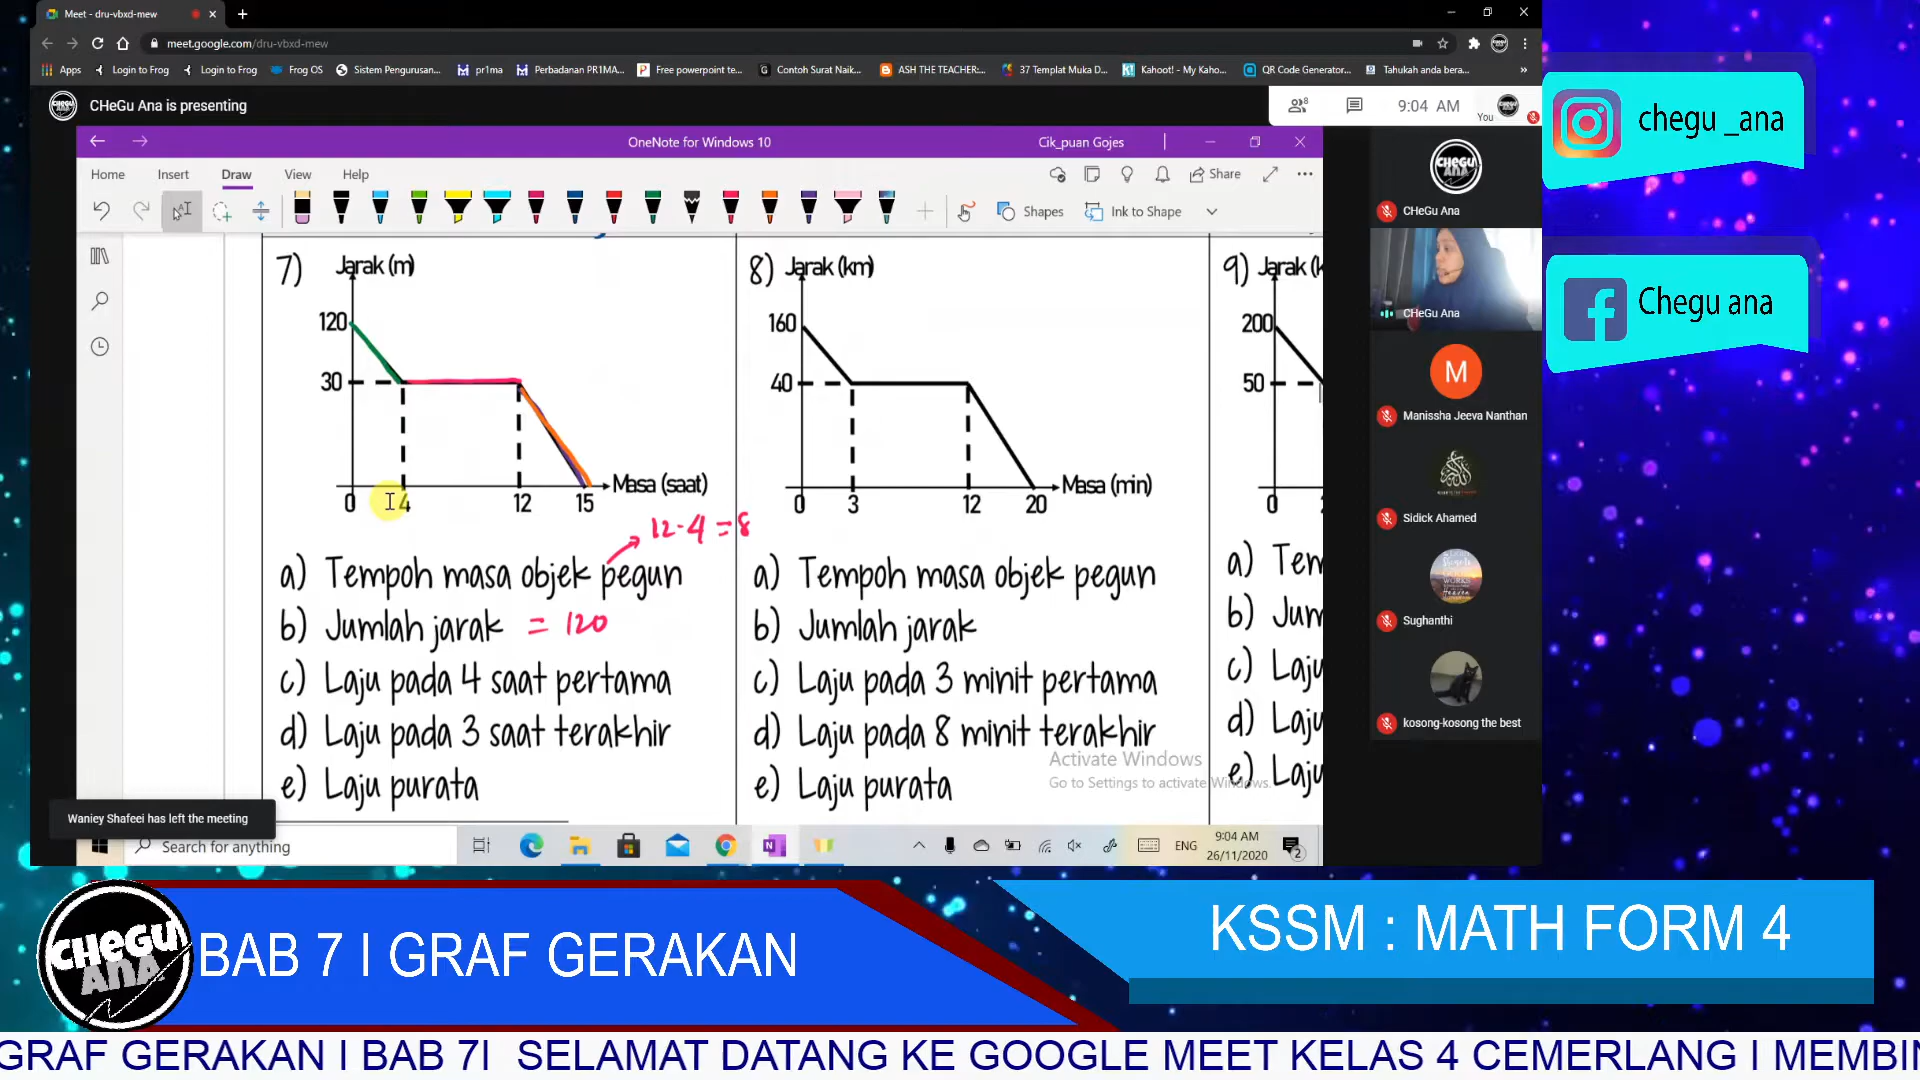 Meet - dru-vbxd-mew
meet.google.com/dru-vbxd-mew
Apps
Login to Frog
Login to Frog
Frog OS
Sistem Pengurusan...
pr1ma
Perbadanan PR1MA...
Free powerpoint te...
Contoh Surat Naik...
ASH THE TEACHER:...
37 Templat Muka D...
Kahoot! - My Kaho...
QR Code Generator...
Tahukah anda bera...
CHeGu Ana is presenting
8
9:04 AM
You
OneNote for Windows 10
Cik_puan Gojes
Home Insert Draw View Help
Share
Shapes
Ink to Shape
7) Jarak (m)
120
30
0 4 12 15
Masa (saat)
12-4 = 8
a) Tempoh masa objek pegun
b) Jumlah jarak = 120
c) Laju pada 4 saat pertama
d) Laju pada 3 saat terakhir
e) Laju purata
8) Jarak (km)
160
40
0 3 12 20
Masa (min)
a) Tempoh masa objek pegun
b) Jumlah jarak
c) Laju pada 3 minit pertama
d) Laju pada 8 minit terakhir
e) Laju purata
9) Jarak (k
200
50
0
a) Tem
b) Jum
c) Laju
d) Laju
e) Laju
Activate Windows
Go to Settings to activate Windows.
Waniey Shafeei has left the meeting
Search for anything
ENG
9:04 AM
26/11/2020
2
CHeGu
ANA
CHeGu Ana
CHeGu Ana
M
Manissha Jeeva Nanthan
Sidick Ahamed
Sughanthi
kosong-kosong the best
chegu _ana
Chegu ana
CHeGu
ANA
BAB 7 I GRAF GERAKAN
KSSM : MATH FORM 4
GRAF GERAKAN I BAB 7I SELAMAT DATANG KE GOOGLE MEET KELAS 4 CEMERLANG I MEMBIN